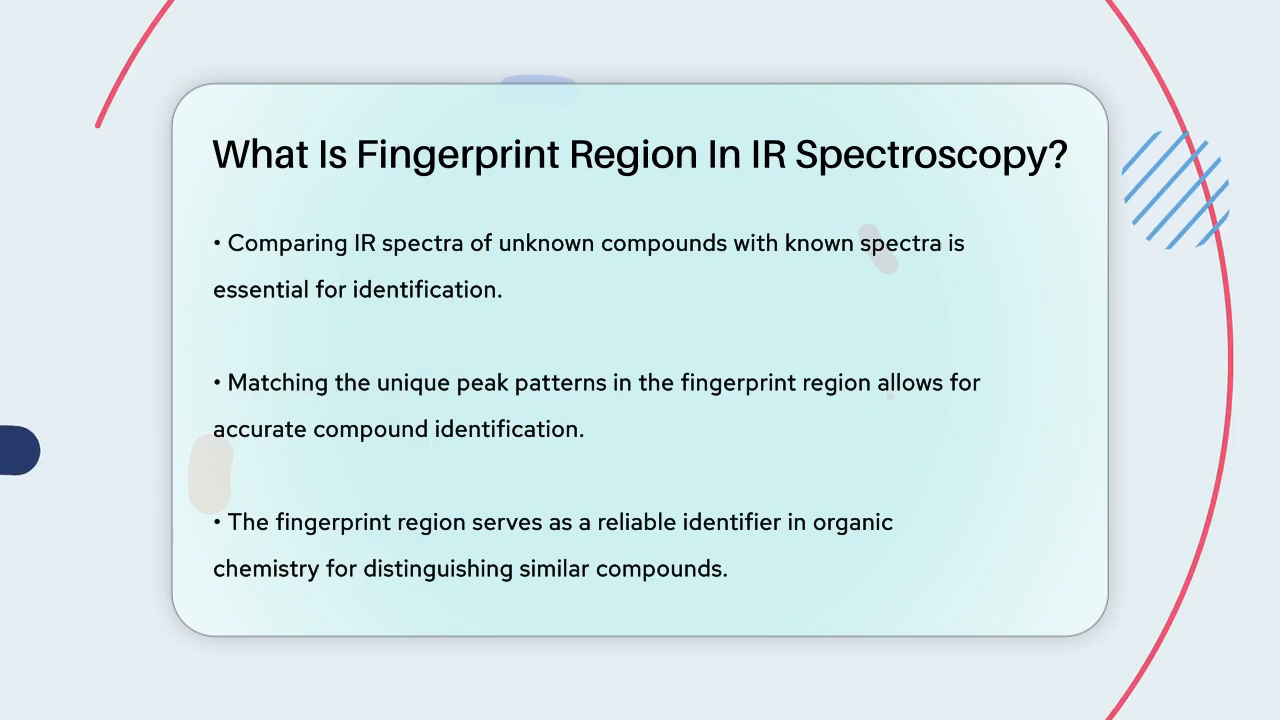 What Is Fingerprint Region In IR Spectroscopy?
• Comparing IR spectra of unknown compounds with known spectra is
essential for identification.
• Matching the unique peak patterns in the fingerprint region allows for
accurate compound identification.
• The fingerprint region serves as a reliable identifier in organic
chemistry for distinguishing similar compounds.